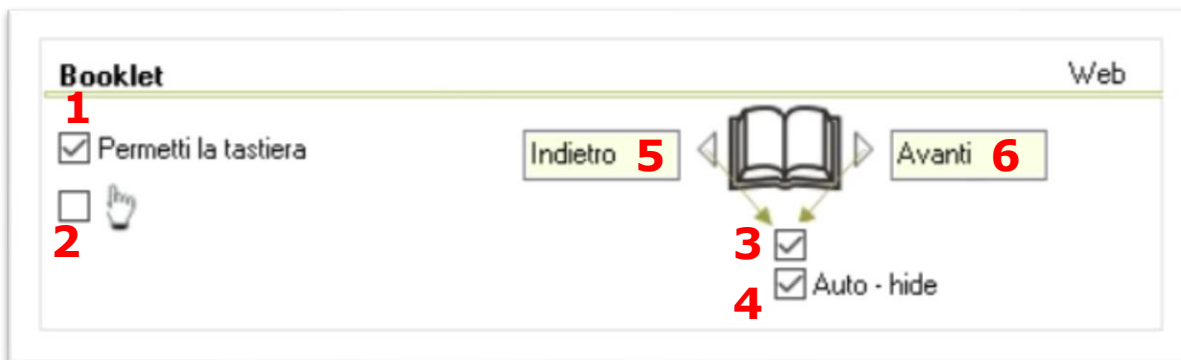 Booklet
Web
1
Permetti la tastiera
Indietro 5
Avanti 6
2
3
4 Auto - hide